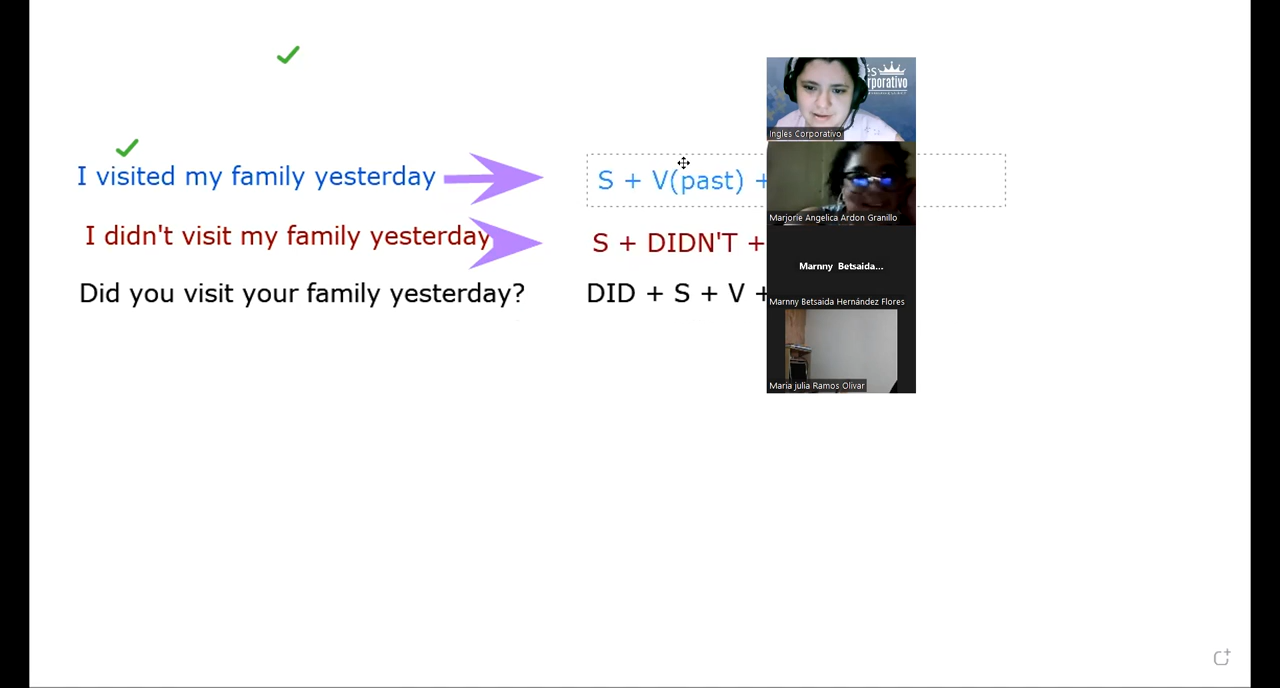 I visited my family yesterday
S + V(past) +
I didn't visit my family yesterday
S + DIDN'T +
Did you visit your family yesterday?
DID + S + V +
Ingles Corporativo
Marjorie Angelica Ardon Granillo
Marnny Betsaida...
Marnny Betsaida Hernández Flores
Maria julia Ramos Olivar